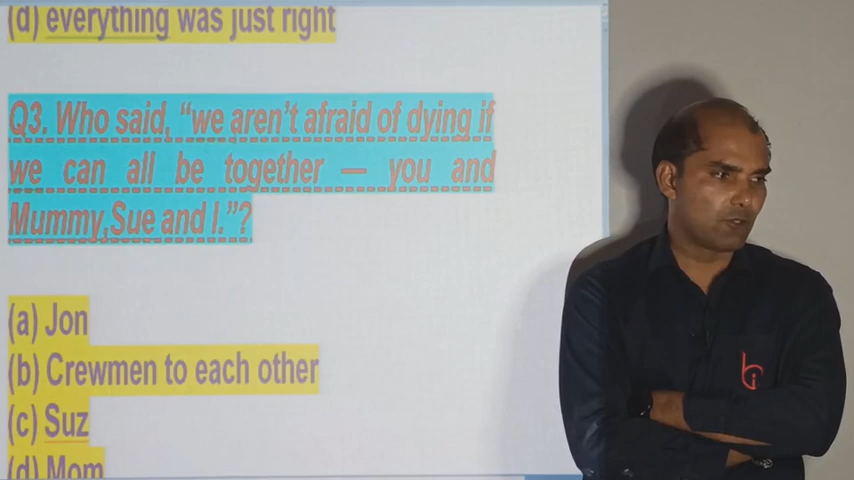 (d) everything was just right
Q3. Who said, “we aren’t afraid of dying if
we can all be together — you and
Mummy,Sue and I.”?
(a) Jon
(b) Crewmen to each other
(c) Suz
(d) Mom